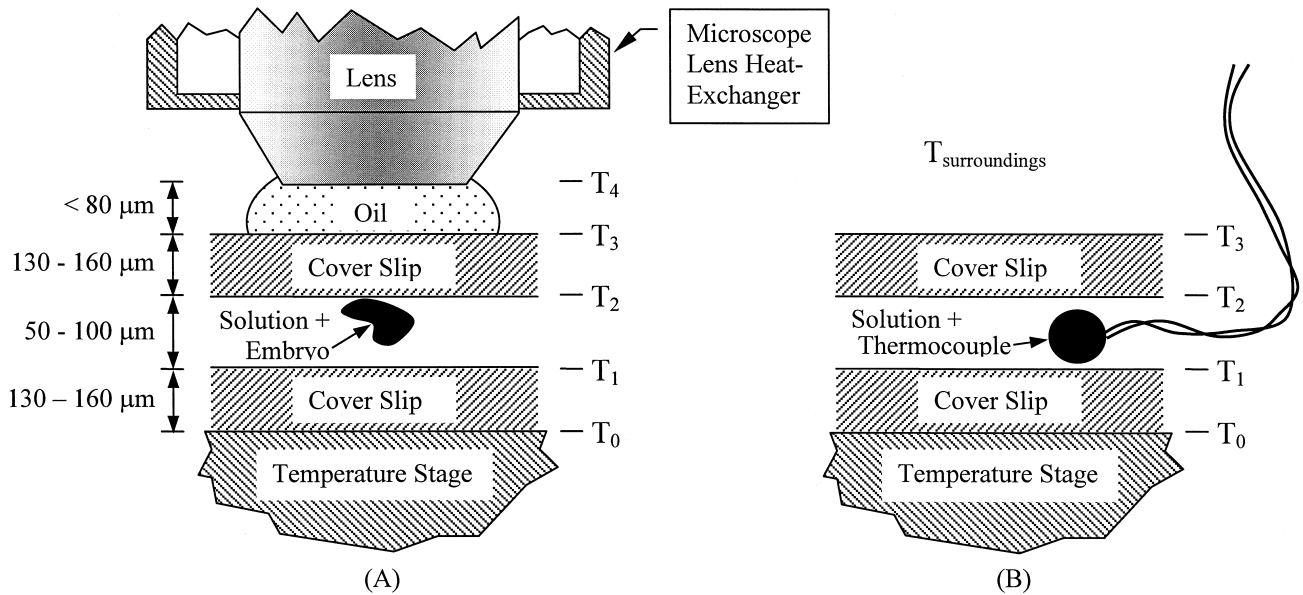 Microscope
Lens Heat-
Exchanger
Lens
T4
< 80 μm
Oil
T3
130 - 160 μm
Cover Slip
T2
50 - 100 μm
Solution +
Embryo
T1
130 – 160 μm
Cover Slip
T0
Temperature Stage
(A)
Tsurroundings
T3
Cover Slip
T2
Solution +
Thermocouple
T1
Cover Slip
T0
Temperature Stage
(B)